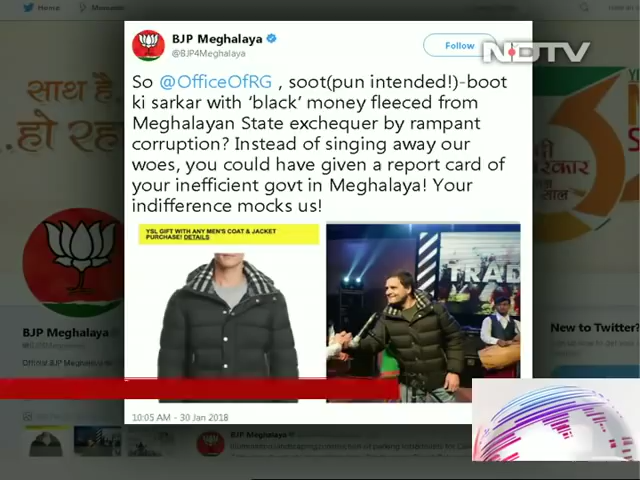 Home
BJP Meghalaya
@BJP4Meghalaya
Follow
NDTV
So @OfficeOfRG , soot(pun intended!)-boot
ki sarkar with ‘black’ money fleeced from
Meghalayan State exchequer by rampant
corruption? Instead of singing away our
woes, you could have given a report card of
your inefficient govt in Meghalaya! Your
indifference mocks us!
YSL GIFT WITH ANY MEN'S COAT & JACKET
PURCHASE! DETAILS
TRAD
10:05 AM - 30 Jan 2018
साथ है..
..हो रहा
BJP Meghalaya
New to Twitter?
BJP Meghalaya